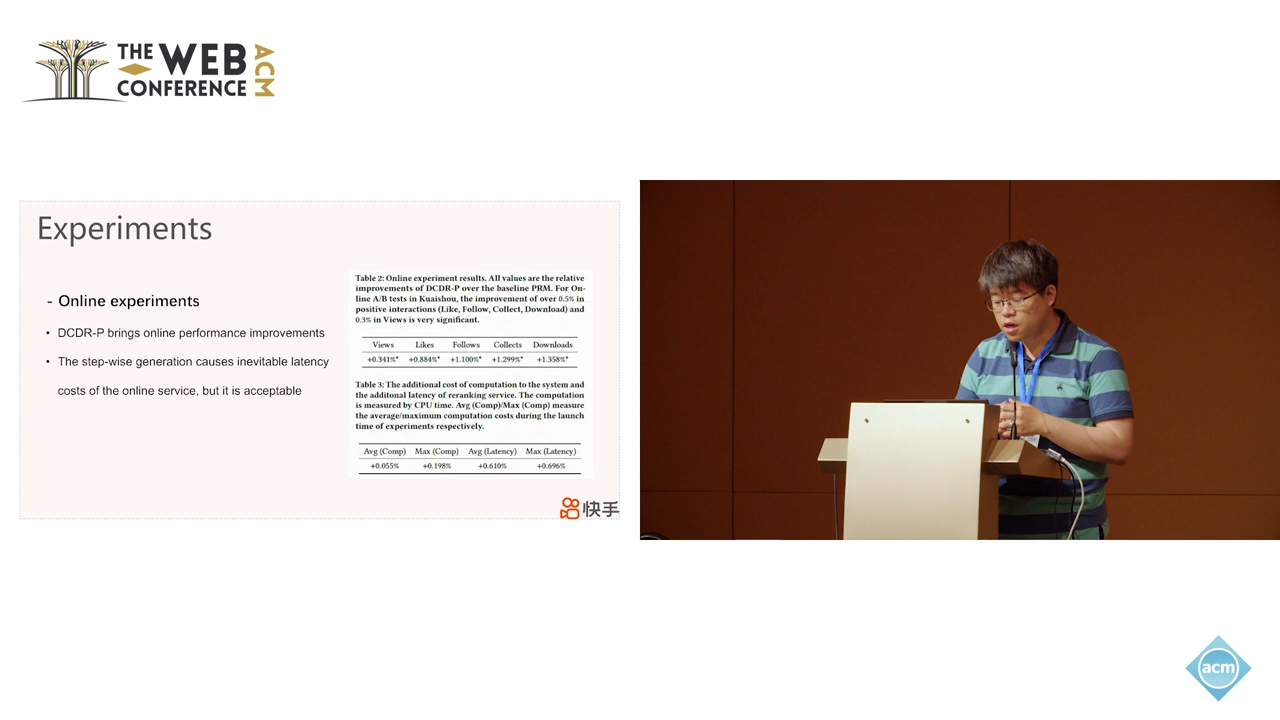 THE WEB
CONFERENCE
ACM
Experiments
- Online experiments
• DCDR-P brings online performance improvements
• The step-wise generation causes inevitable latency
costs of the online service, but it is acceptable
Table 2: Online experiment results. All values are the relative
improvements of DCDR-P over the baseline PRM. For On-
line A/B tests in Kuaishou, the improvement of over 0.5% in
positive interactions (Like, Follow, Collect, Download) and
0.3% in Views is very significant.
Views Likes Follows Collects Downloads
+0.341%* +0.884%* +1.100%* +1.299%* +1.358%*
Table 3: The additional cost of computation to the system and
the additonal latency of reranking service. The computation
is measured by CPU time. Avg (Comp)/Max (Comp) measure
the average/maximum computation costs during the launch
time of experiments respectively.
Avg (Comp) Max (Comp) Avg (Latency) Max (Latency)
+0.055% +0.198% +0.610% +0.696%
快手
acm